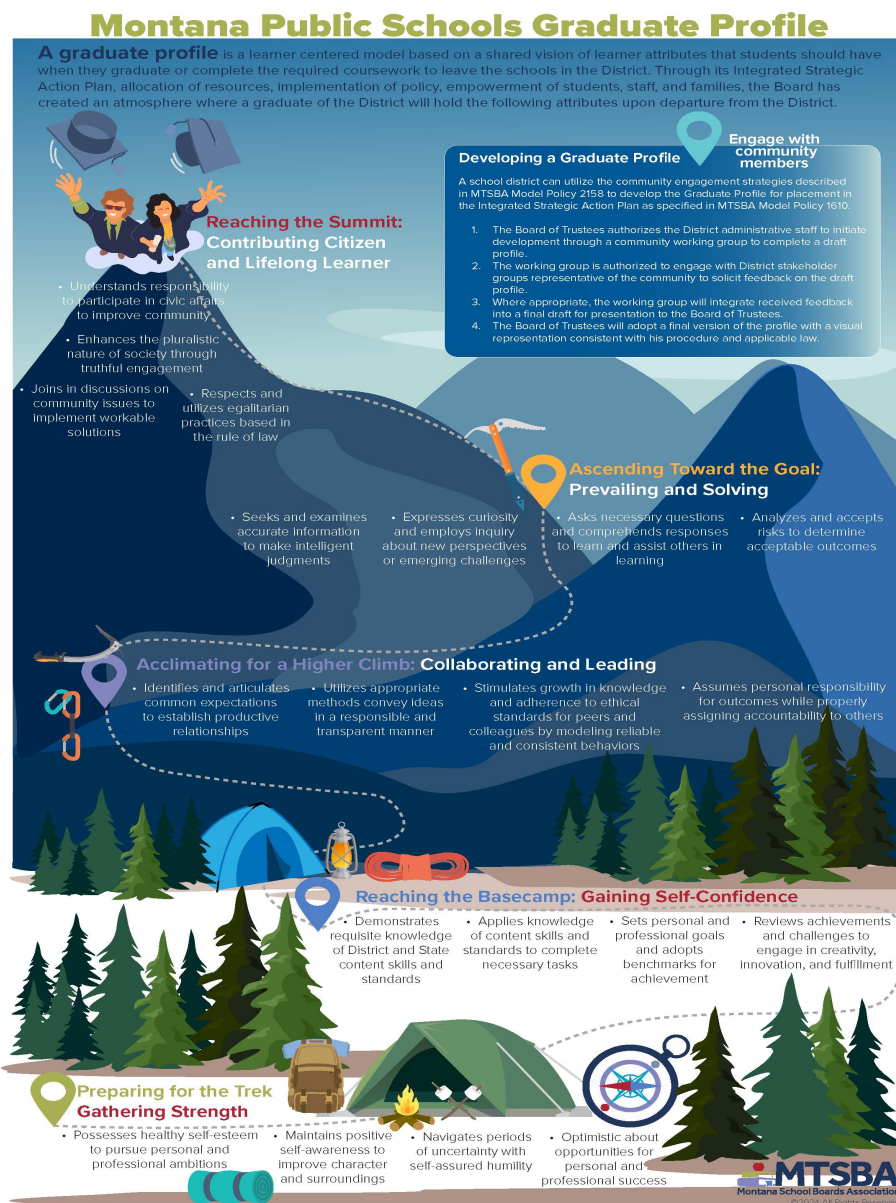 Montana Public Schools Graduate Profile
A graduate profile is a learner centered model based on a shared vision of learner attributes that students should have
when they graduate or complete the required coursework to leave the schools in the District. Through its Integrated Strategic
Action Plan, allocation of resources, implementation of policy, empowerment of students, staff, and families, the Board has
created an atmosphere where a graduate of the District will hold the following attributes upon departure from the District.
Engage with
community
members
Developing a Graduate Profile
A school district can utilize the community engagement strategies described
in MTSBA Model Policy 2158 to develop the Graduate Profile for placement in
the Integrated Strategic Action Plan as specified in MTSBA Model Policy 1610.
1. The Board of Trustees authorizes the District administrative staff to initiate
development through a community working group to complete a draft
profile.
2. The working group is authorized to engage with District stakeholder
groups representative of the community to solicit feedback on the draft
profile.
3. Where appropriate, the working group will integrate received feedback
into a final draft for presentation to the Board of Trustees.
4. The Board of Trustees will adopt a final version of the profile with a visual
representation consistent with his procedure and applicable law.
Reaching the Summit:
Contributing Citizen
and Lifelong Learner
• Understands responsibility
to participate in civic affairs
to improve community
• Enhances the pluralistic
nature of society through
truthful engagement
• Joins in discussions on
community issues to
implement workable
solutions
• Respects and
utilizes egalitarian
practices based in
the rule of law
Ascending Toward the Goal:
Prevailing and Solving
• Seeks and examines
accurate information
to make intelligent
judgments
• Expresses curiosity
and employs inquiry
about new perspectives
or emerging challenges
• Asks necessary questions
and comprehends responses
to learn and assist others in
learning
• Analyzes and accepts
risks to determine
acceptable outcomes
Acclimating for a Higher Climb: Collaborating and Leading
• Identifies and articulates
common expectations
to establish productive
relationships
• Utilizes appropriate
methods convey ideas
in a responsible and
transparent manner
• Stimulates growth in knowledge
and adherence to ethical
standards for peers and
colleagues by modeling reliable
and consistent behaviors
• Assumes personal responsibility
for outcomes while properly
assigning accountability to others
Reaching the Basecamp: Gaining Self-Confidence
• Demonstrates
requisite knowledge
of District and State
content skills and
standards
• Applies knowledge
of content skills and
standards to complete
necessary tasks
• Sets personal and
professional goals
and adopts
benchmarks for
achievement
• Reviews achievements
and challenges to
engage in creativity,
innovation, and fulfillment
Preparing for the Trek
Gathering Strength
• Possesses healthy self-esteem
to pursue personal and
professional ambitions
• Maintains positive
self-awareness to
improve character
and surroundings
• Navigates periods
of uncertainty with
self-assured humility
• Optimistic about
opportunities for
personal and
professional success
MTSBA
Montana School Boards Association
©2024 All Rights Reserved